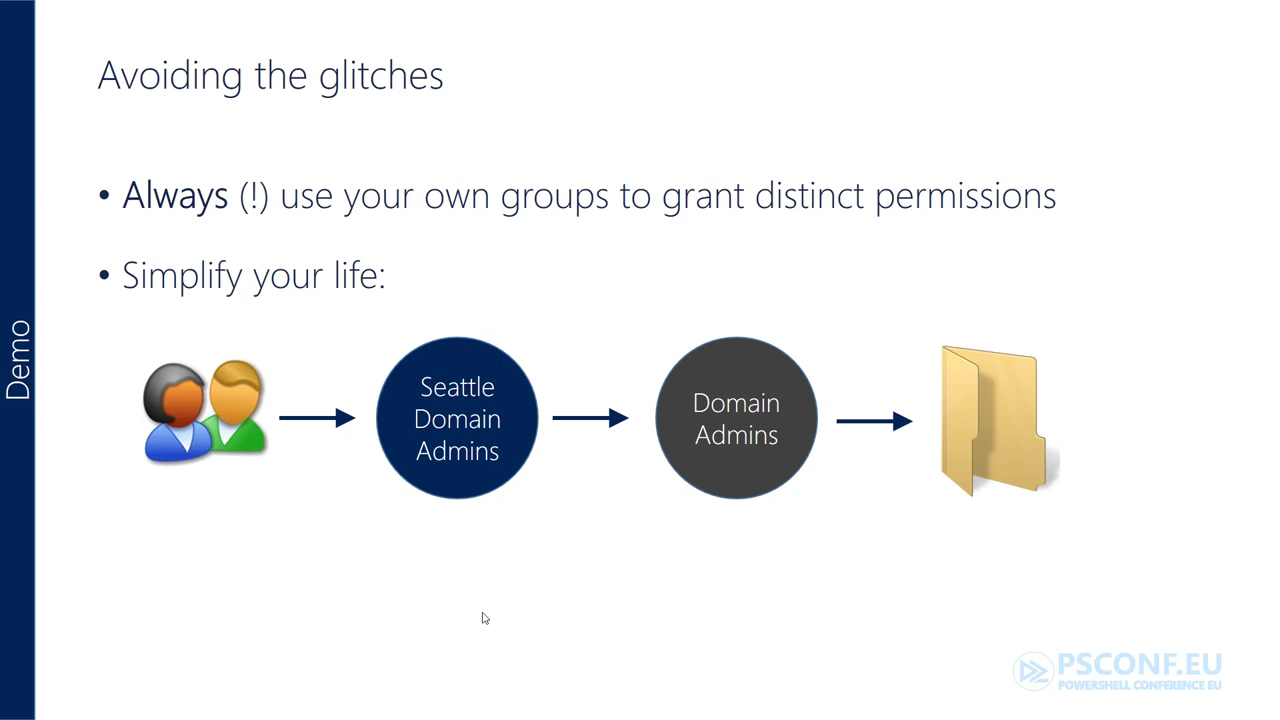 Avoiding the glitches
• Always (!) use your own groups to grant distinct permissions
• Simplify your life:
Demo
Seattle
Domain
Admins
Domain
Admins
PSCONF.EU
POWERSHELL CONFERENCE EU